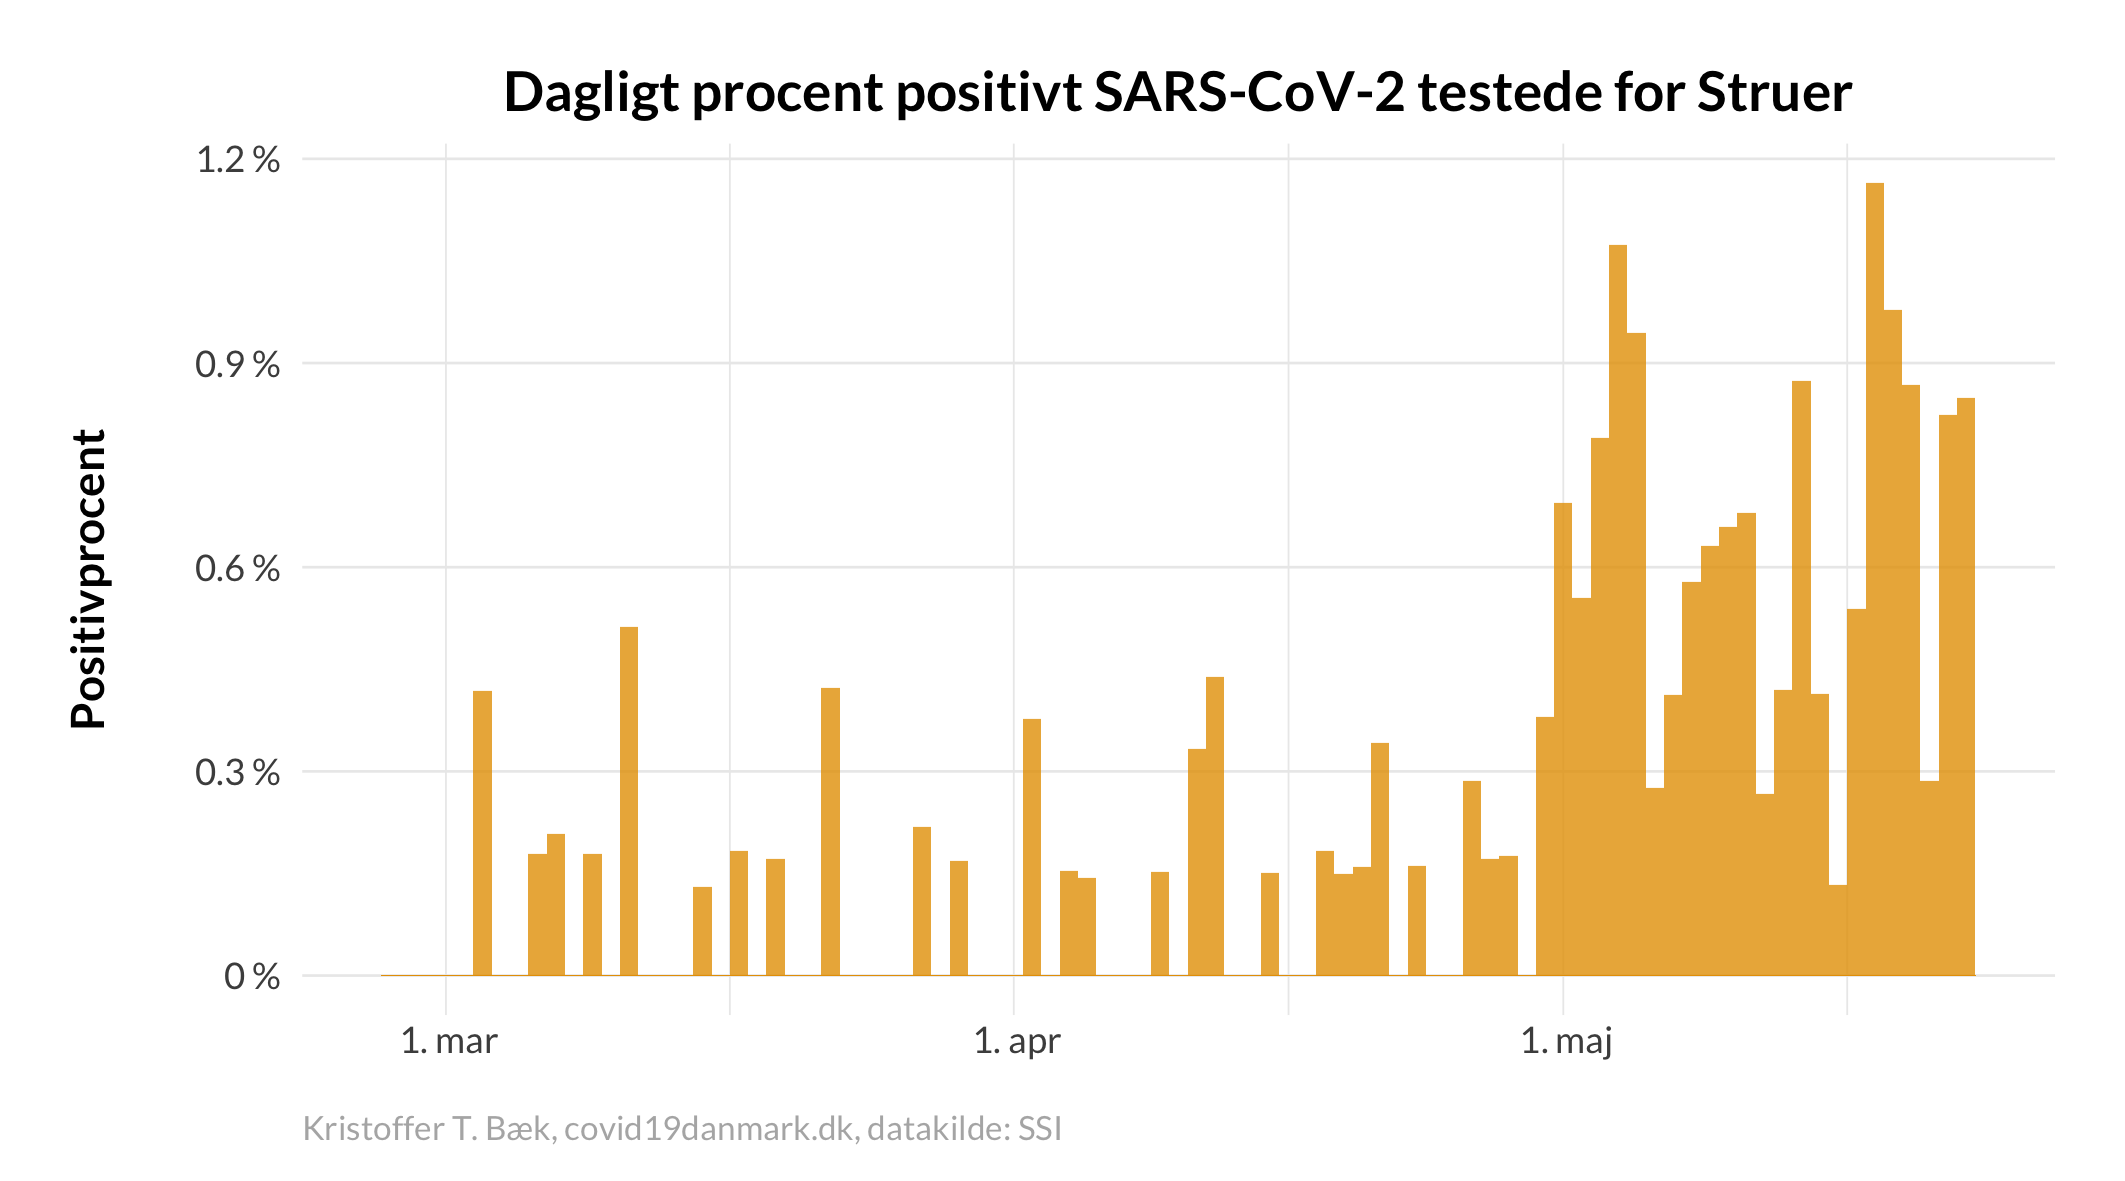 Dagligt procent positivt SARS-CoV-2 testede for Struer
Positivprocent
1.2 %
0.9 %
0.6 %
0.3 %
0 %
1. mar
1. apr
1. maj
Kristoffer T. Bæk, covid19danmark.dk, datakilde: SSI